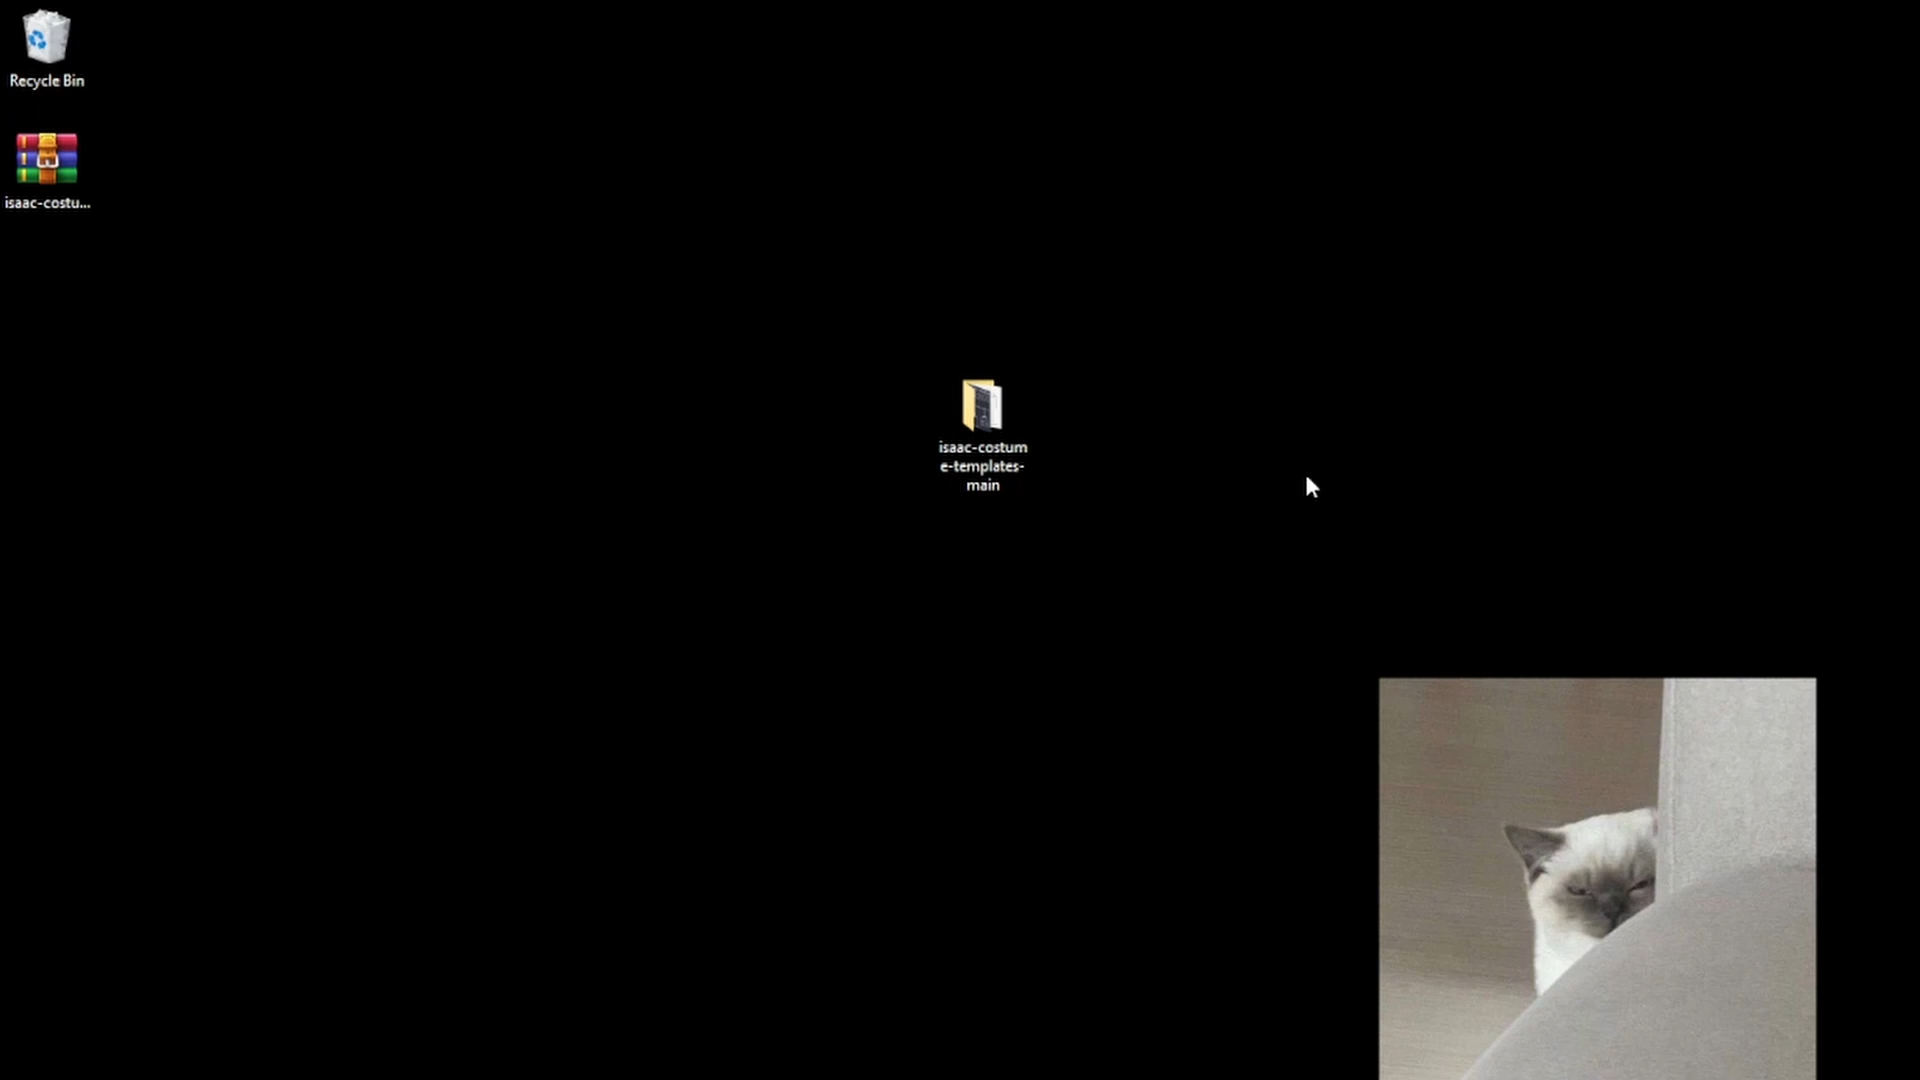 Recycle Bin
isaac-costu...
isaac-costum
e-templates-
main